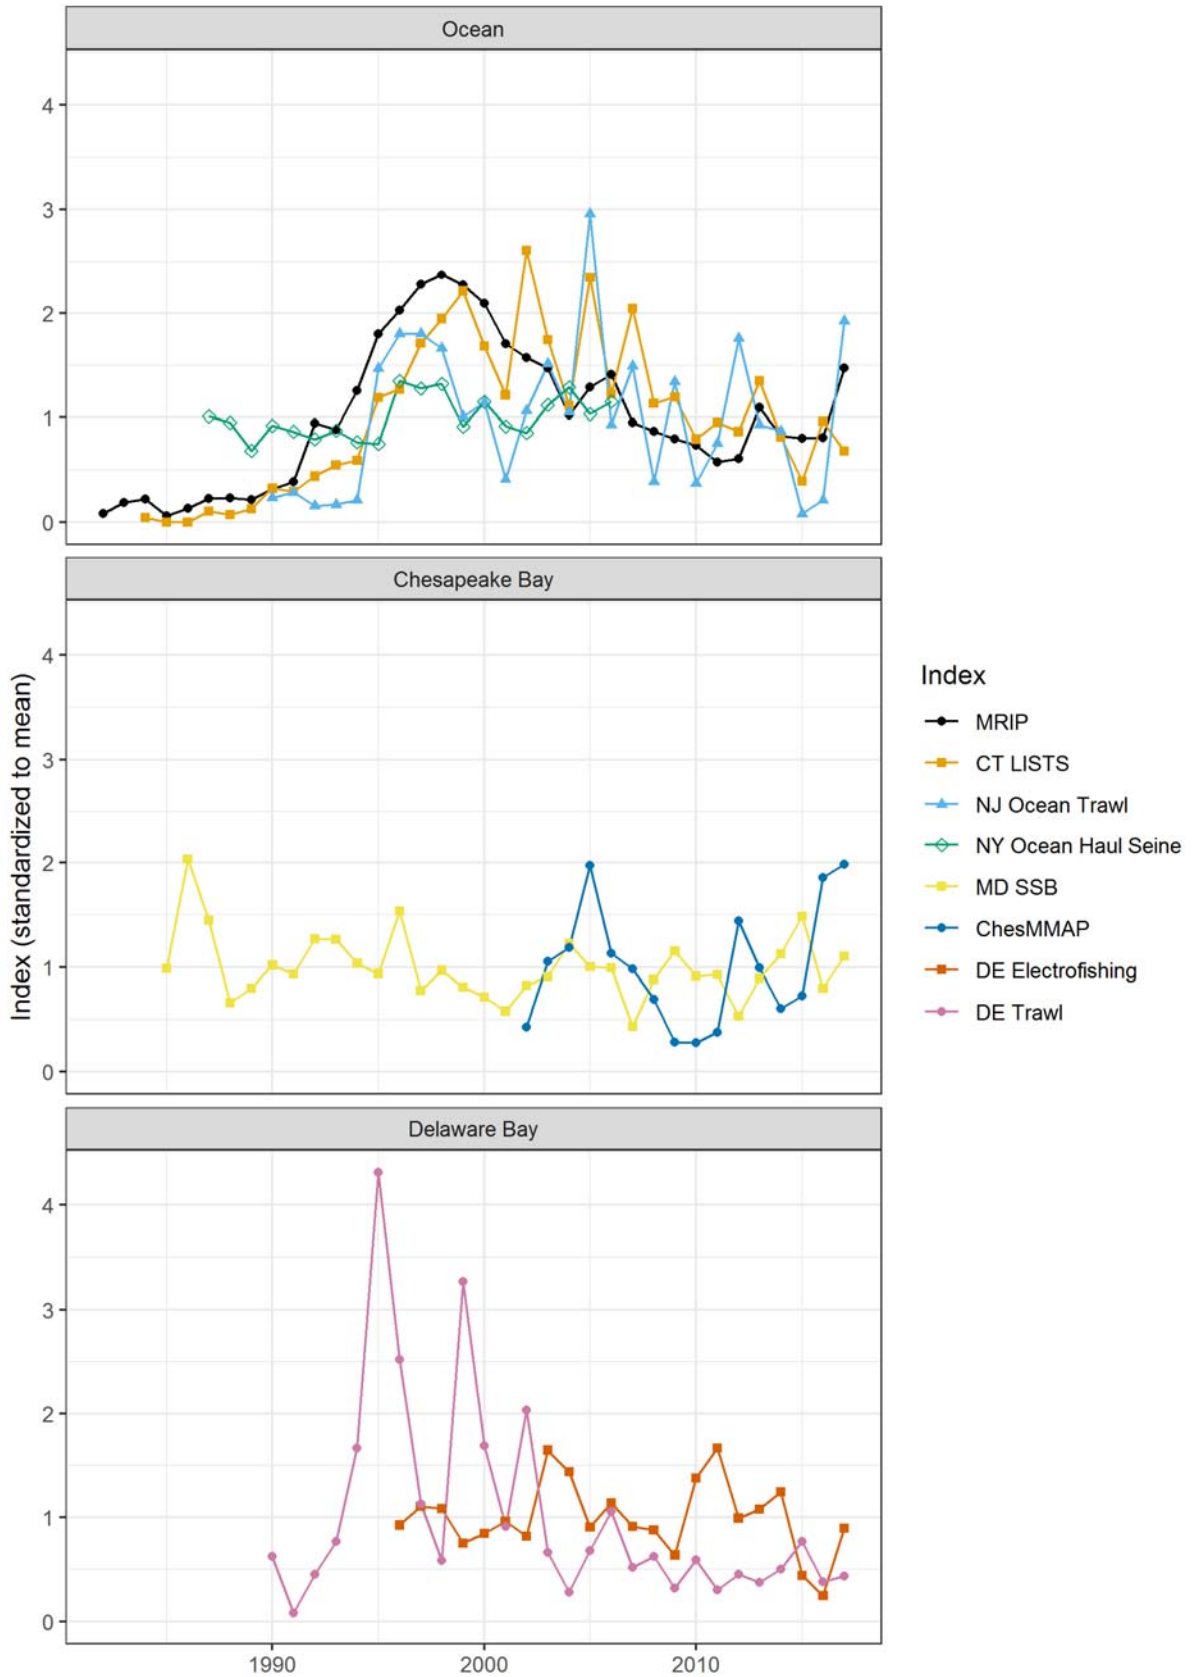 Ocean
4
3
2
1
0
Chesapeake Bay
4
3
2
1
0
Delaware Bay
4
3
2
1
0
1990 2000 2010
Index (standardized to mean)
Index
MRIP
CT LISTS
NJ Ocean Trawl
NY Ocean Haul Seine
MD SSB
ChesMMAP
DE Electrofishing
DE Trawl